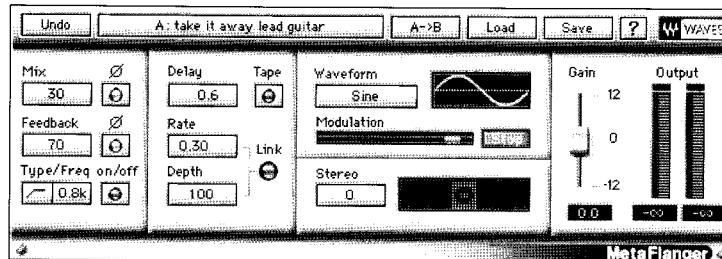 Undo
A: take it away lead guitar
A->B
Load
Save
?
WAVES
Mix
Ø
30
Feedback
Ø
70
Type/Freq on/off
0.8k
Delay
Tape
0.6
Rate
0.30
Link
Depth
100
Waveform
Sine
Modulation
Stereo
0
Gain
12
0
-12
0.0
Output
-oo
-oo
MetaFlanger